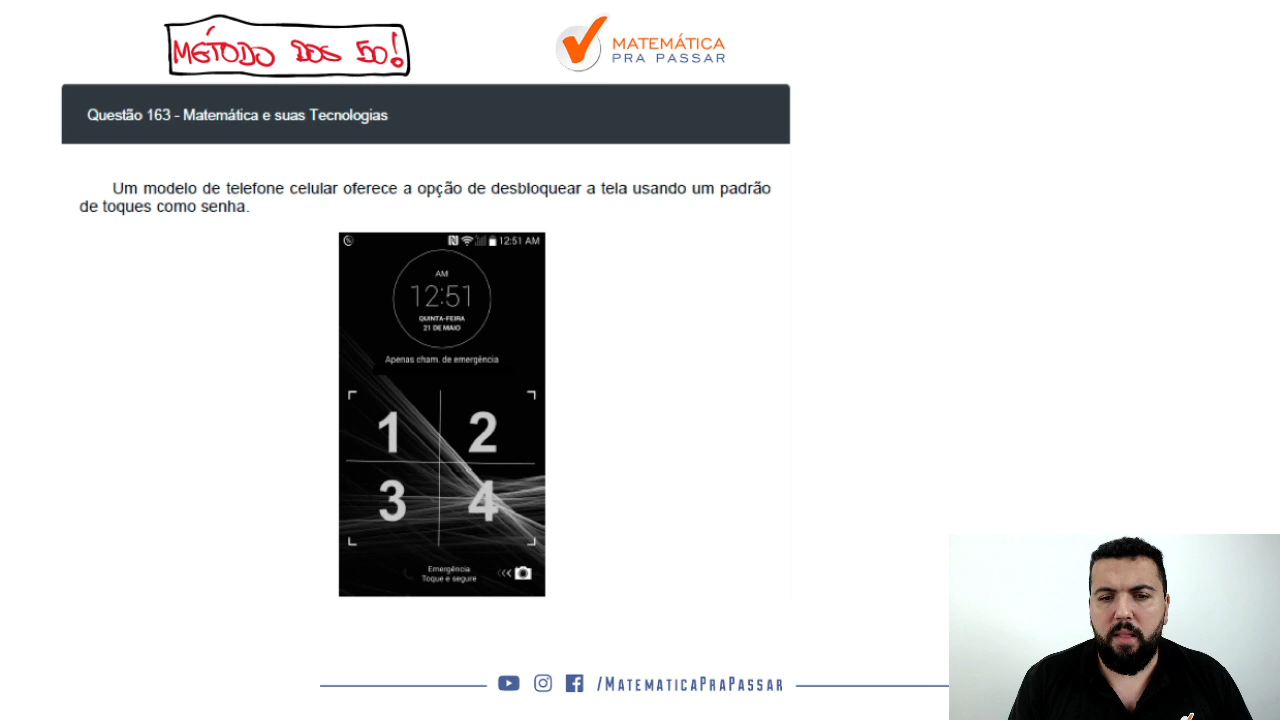 MÉTODO DOS 50!
MATEMÁTICA
PRA PASSAR
Questão 163 - Matemática e suas Tecnologias
Um modelo de telefone celular oferece a opção de desbloquear a tela usando um padrão
de toques como senha.
12:51 AM
AM
12:51
QUINTA-FEIRA
21 DE MAIO
Apenas cham. de emergência
1 2
3 4
Emergência
Toque e segure
/MATEMATICAPRAPASSAR